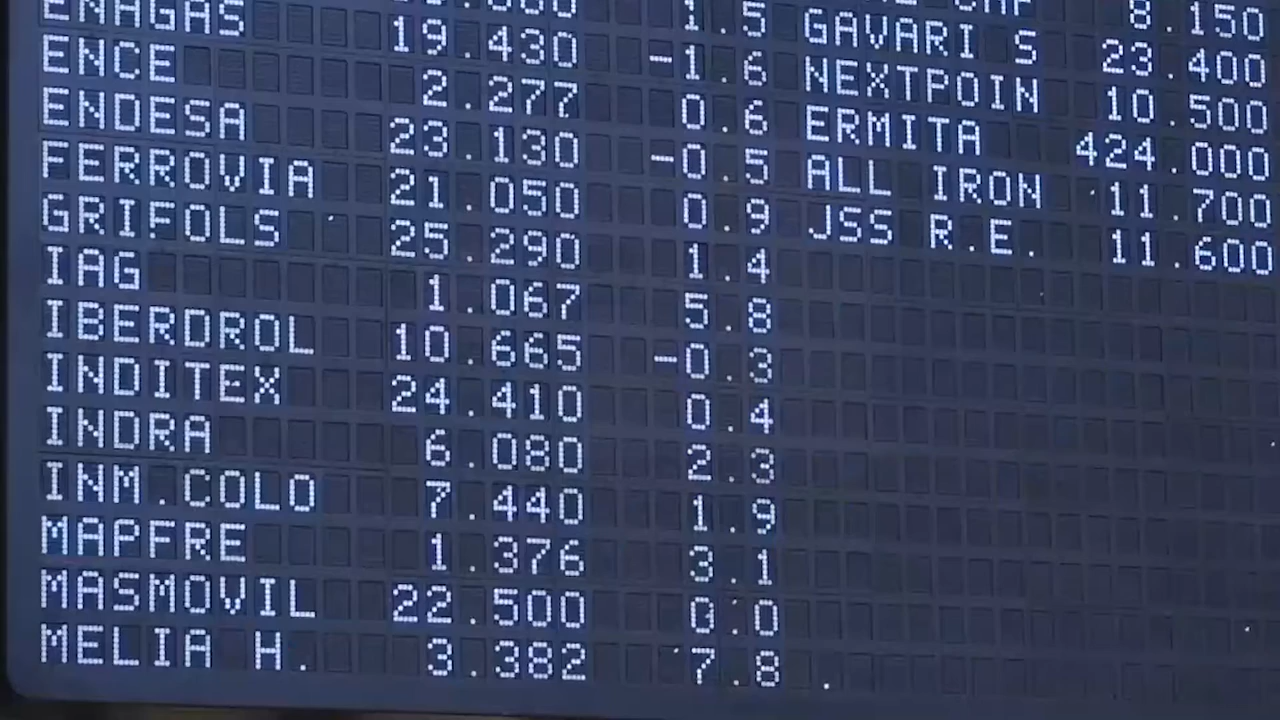 1.5 GAVARI S 23.400
ENAGAS 19.430 -1.6 NEXTPOIN 10.500
ENCE 2.277 0.6 ERMITA 424.000
ENDESA 23.130 -0.5 ALL IRON 11.700
FERROVIA 21.050 0.9 JSS R.E. 11.600
GRIFOLS 25.290 1.4
IAG 1.067 5.8
IBERDROL 10.665 -0.3
INDITEX 24.410 0.4
INDRA 6.080 2.3
INM.COLO 7.440 1.9
MAPFRE 1.376 3.1
MASMOVIL 22.500 0.0
MELIA H. 3.382 7.8
8.150